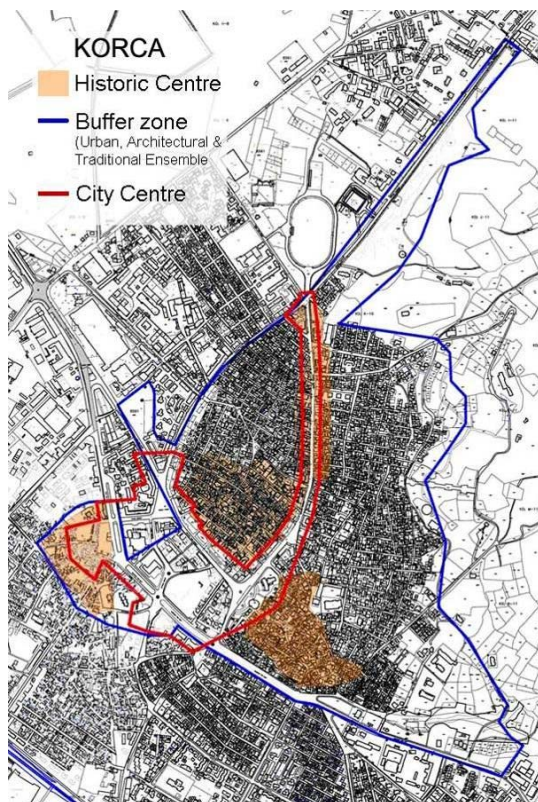 KORCA
Historic Centre
Buffer zone
(Urban, Architectural &
Traditional Ensemble
City Centre